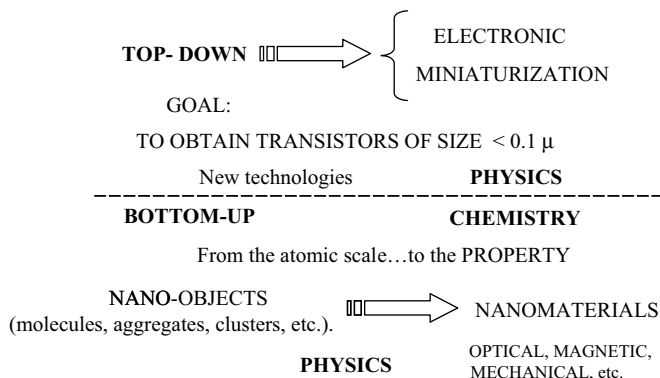 TOP- DOWN
ELECTRONIC
MINIATURIZATION
GOAL:
TO OBTAIN TRANSISTORS OF SIZE < 0.1 μ
New technologies PHYSICS
BOTTOM-UP CHEMISTRY
From the atomic scale…to the PROPERTY
NANO-OBJECTS
(molecules, aggregates, clusters, etc.).
NANOMATERIALS
PHYSICS
OPTICAL, MAGNETIC,
MECHANICAL, etc.